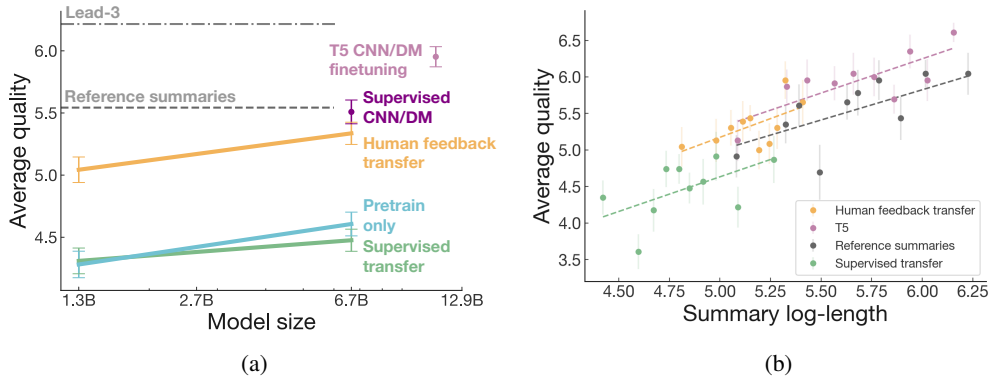 Lead-3
T5 CNN/DM
finetuning
Reference summaries
Supervised
CNN/DM
Human feedback
transfer
Pretrain
only
Supervised
transfer
Average quality
6.0
5.5
5.0
4.5
1.3B
2.7B
6.7B
12.9B
Model size
(a)
Average quality
6.5
6.0
5.5
5.0
4.5
4.0
3.5
Human feedback transfer
T5
Reference summaries
Supervised transfer
4.50
4.75
5.00
5.25
5.50
5.75
6.00
6.25
Summary log-length
(b)